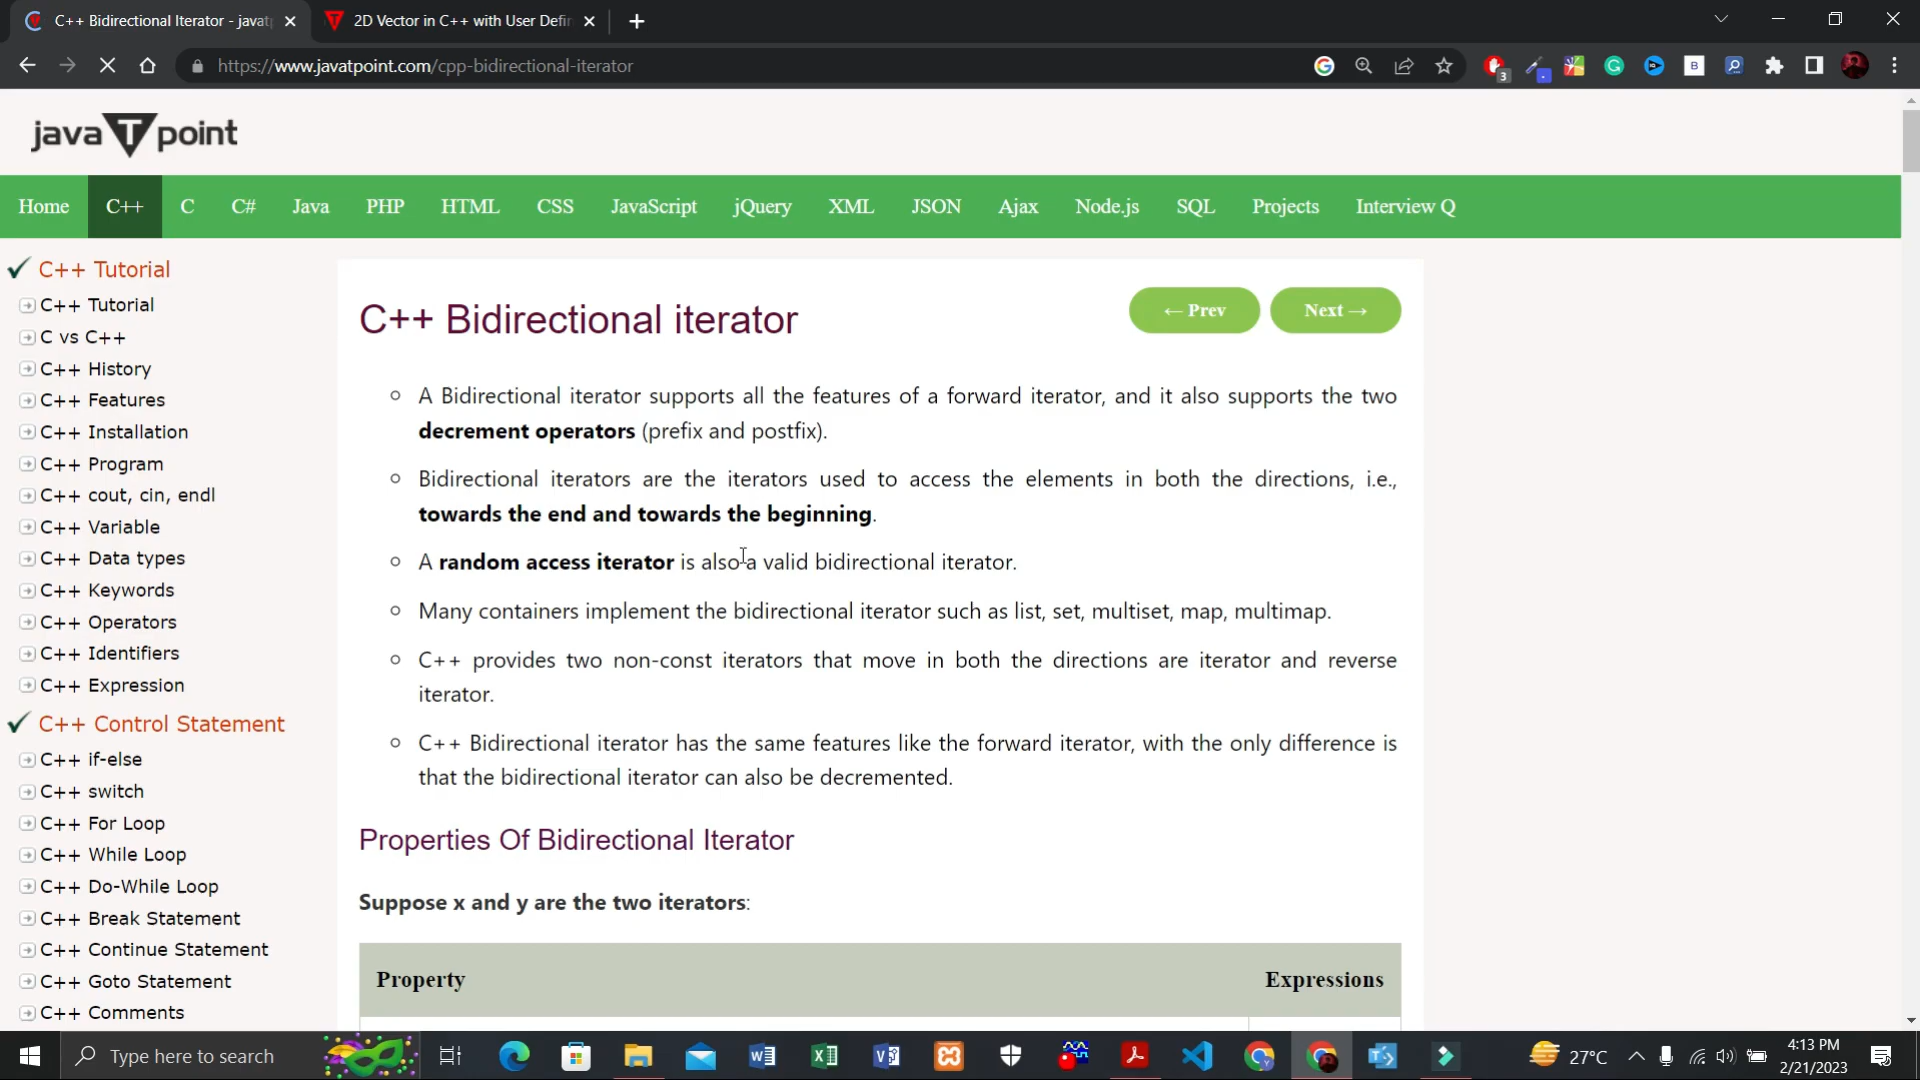 C++ Bidirectional Iterator - javatp
2D Vector in C++ with User Defin
https://www.javatpoint.com/cpp-bidirectional-iterator
3
B
java T point
Home C++ C C# Java PHP HTML CSS JavaScript jQuery XML JSON Ajax Node.js SQL Projects Interview Q
C++ Tutorial
C++ Tutorial
C vs C++
C++ History
C++ Features
C++ Installation
C++ Program
C++ cout, cin, endl
C++ Variable
C++ Data types
C++ Keywords
C++ Operators
C++ Identifiers
C++ Expression
C++ Control Statement
C++ if-else
C++ switch
C++ For Loop
C++ While Loop
C++ Do-While Loop
C++ Break Statement
C++ Continue Statement
C++ Goto Statement
C++ Comments
C++ Bidirectional iterator
← Prev
Next →
A Bidirectional iterator supports all the features of a forward iterator, and it also supports the two
decrement operators (prefix and postfix).
Bidirectional iterators are the iterators used to access the elements in both the directions, i.e.,
towards the end and towards the beginning.
A random access iterator is also a valid bidirectional iterator.
Many containers implement the bidirectional iterator such as list, set, multiset, map, multimap.
C++ provides two non-const iterators that move in both the directions are iterator and reverse
iterator.
C++ Bidirectional iterator has the same features like the forward iterator, with the only difference is
that the bidirectional iterator can also be decremented.
Properties Of Bidirectional Iterator
Suppose x and y are the two iterators:
Property Expressions
Type here to search
27°C
4:13 PM
2/21/2023